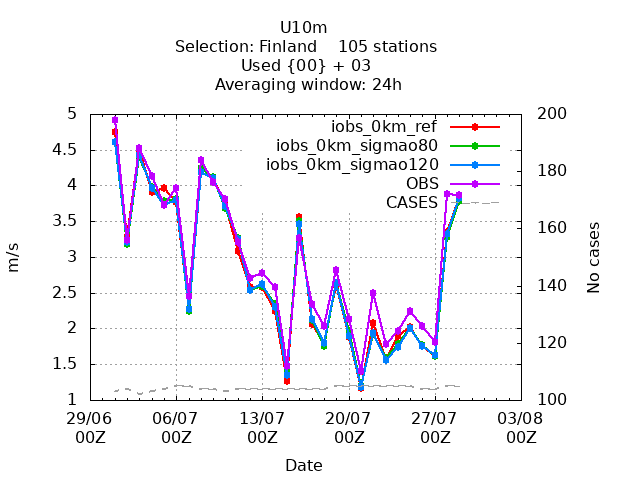 U10m
Selection: Finland    105 stations
Used {00} + 03
Averaging window: 24h
iobs_0km_ref
iobs_0km_sigmao80
iobs_0km_sigmao120
OBS
CASES
m/s
5
4.5
4
3.5
3
2.5
2
1.5
1
200
180
160
140
120
100
No cases
29/06 06/07 13/07 20/07 27/07 03/08
00Z 00Z 00Z 00Z 00Z 00Z
Date